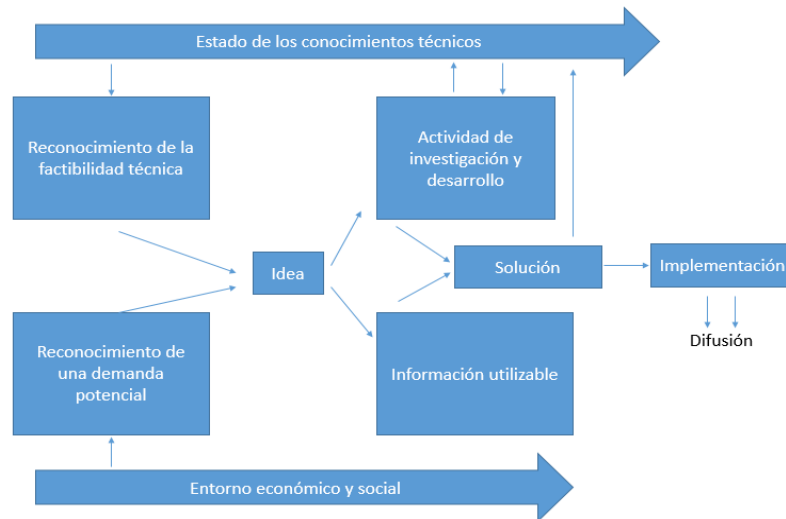 Estado de los conocimientos técnicos
Reconocimiento de la
factibilidad técnica
Actividad de
investigación y
desarrollo
Idea
Solución
Implementación
Difusión
Reconocimiento de
una demanda
potencial
Información utilizable
Entorno económico y social